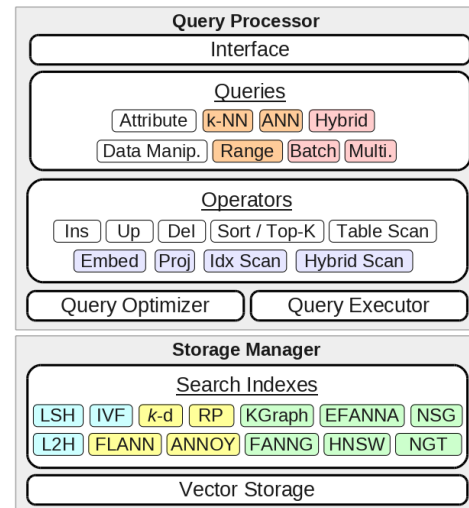 Query Processor
Interface
Queries
Attribute k-NN ANN Hybrid
Data Manip. Range Batch Multi.
Operators
Ins Up Del Sort / Top-K Table Scan
Embed Proj Idx Scan Hybrid Scan
Query Optimizer Query Executor
Storage Manager
Search Indexes
LSH IVF k-d RP KGraph EFANNA NSG
L2H FLANN ANNOY FANNG HNSW NGT
Vector Storage